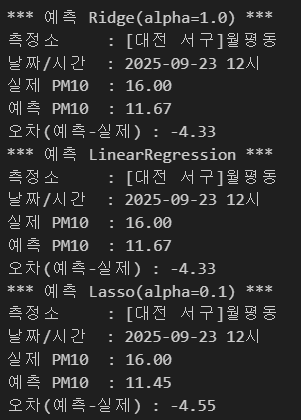 *** 예측 Ridge(alpha=1.0) ***
측정소     : [대전 서구]월평동
날짜/시간  : 2025-09-23 12시
실제 PM10  : 16.00
예측 PM10  : 11.67
오차(예측-실제) : -4.33
*** 예측 LinearRegression ***
측정소     : [대전 서구]월평동
날짜/시간  : 2025-09-23 12시
실제 PM10  : 16.00
예측 PM10  : 11.67
오차(예측-실제) : -4.33
*** 예측 Lasso(alpha=0.1) ***
측정소     : [대전 서구]월평동
날짜/시간  : 2025-09-23 12시
실제 PM10  : 16.00
예측 PM10  : 11.45
오차(예측-실제) : -4.55